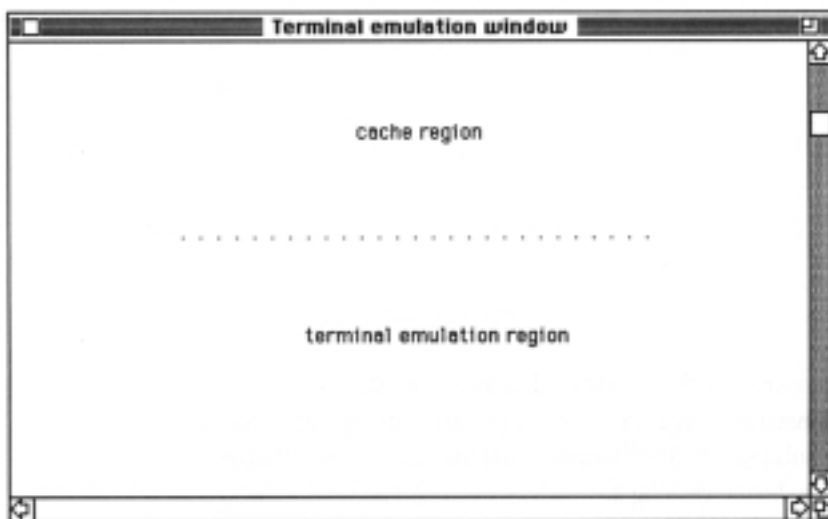 Terminal emulation window
cache region
terminal emulation region